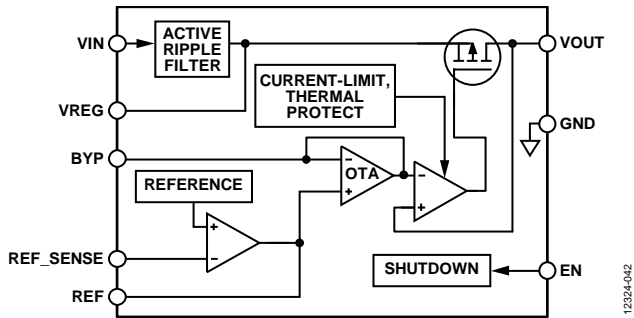 VIN
ACTIVE
RIPPLE
FILTER
VOUT
CURRENT-LIMIT,
THERMAL
PROTECT
VREG
GND
BYP
−
OTA
+
−
+
REFERENCE
+
−
REF_SENSE
SHUTDOWN
EN
REF
12324-042